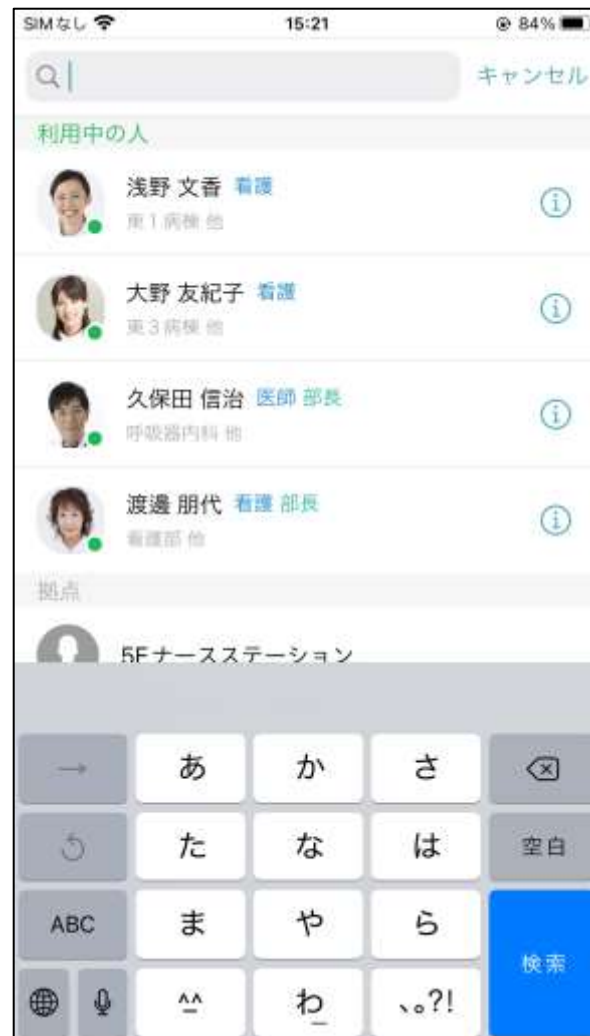 SIMなし 15:21 84%
キャンセル
利用中の人
浅野 文香 看護
東1病棟 他
大野 友紀子 看護
東3病棟 他
久保田 信治 医師 部長
呼吸器内科 他
渡邊 朋代 看護 部長
看護部 他
拠点
5Fナースステーション
→ あ か さ
た な は 空白
ABC ま や ら
検索
^^ わ 、。?!